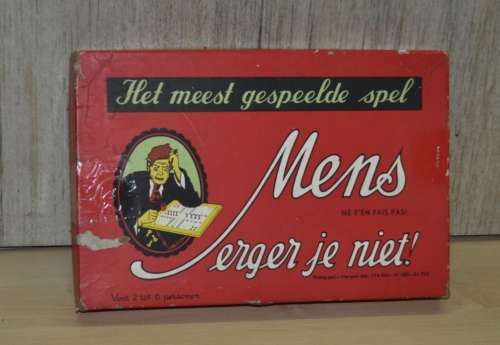 Het meest gespeelde spel
Mens
NE T'EN FAIS PAS!
erger je niet!
Voor 2 tot 6 personen